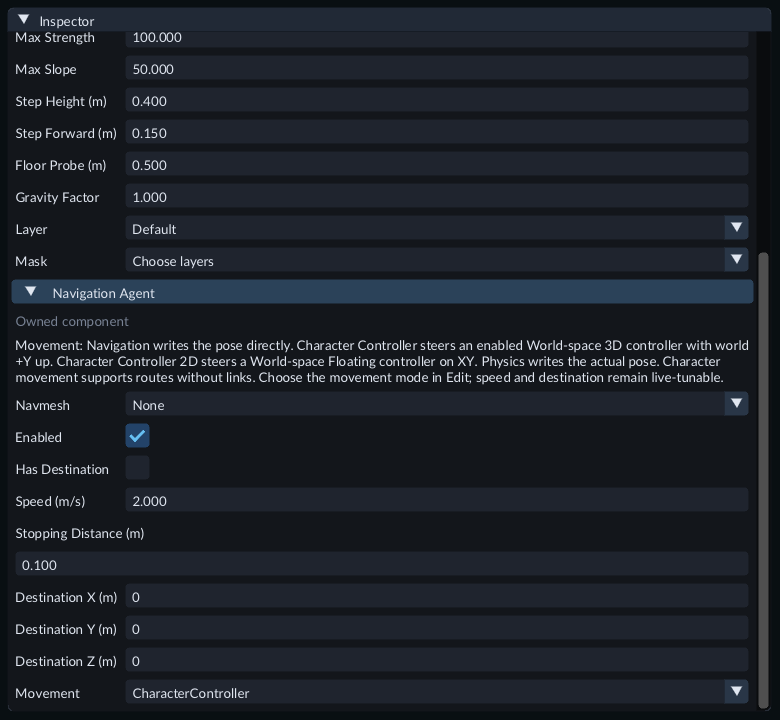 Inspector
Max Strength 100.000
Max Slope 50.000
Step Height (m) 0.400
Step Forward (m) 0.150
Floor Probe (m) 0.500
Gravity Factor 1.000
Layer Default
Mask Choose layers
Navigation Agent
Owned component
Movement: Navigation writes the pose directly. Character Controller steers an enabled World-space 3D controller with world
+Y up. Character Controller 2D steers a World-space Floating controller on XY. Physics writes the actual pose. Character
movement supports routes without links. Choose the movement mode in Edit; speed and destination remain live-tunable.
Navmesh None
Enabled
Has Destination
Speed (m/s) 2.000
Stopping Distance (m)
0.100
Destination X (m) 0
Destination Y (m) 0
Destination Z (m) 0
Movement CharacterController